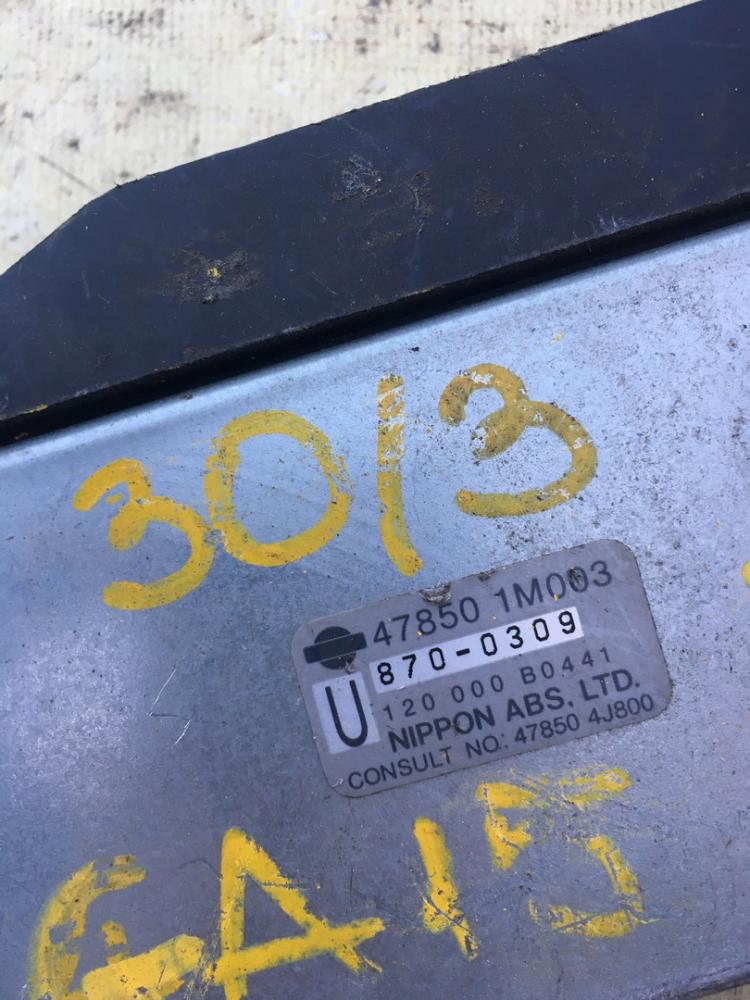 3013
47850 1M003
870-0309
U
120 000 B0441
NIPPON ABS, LTD.
CONSULT NO.: 47850 4J800
GA15